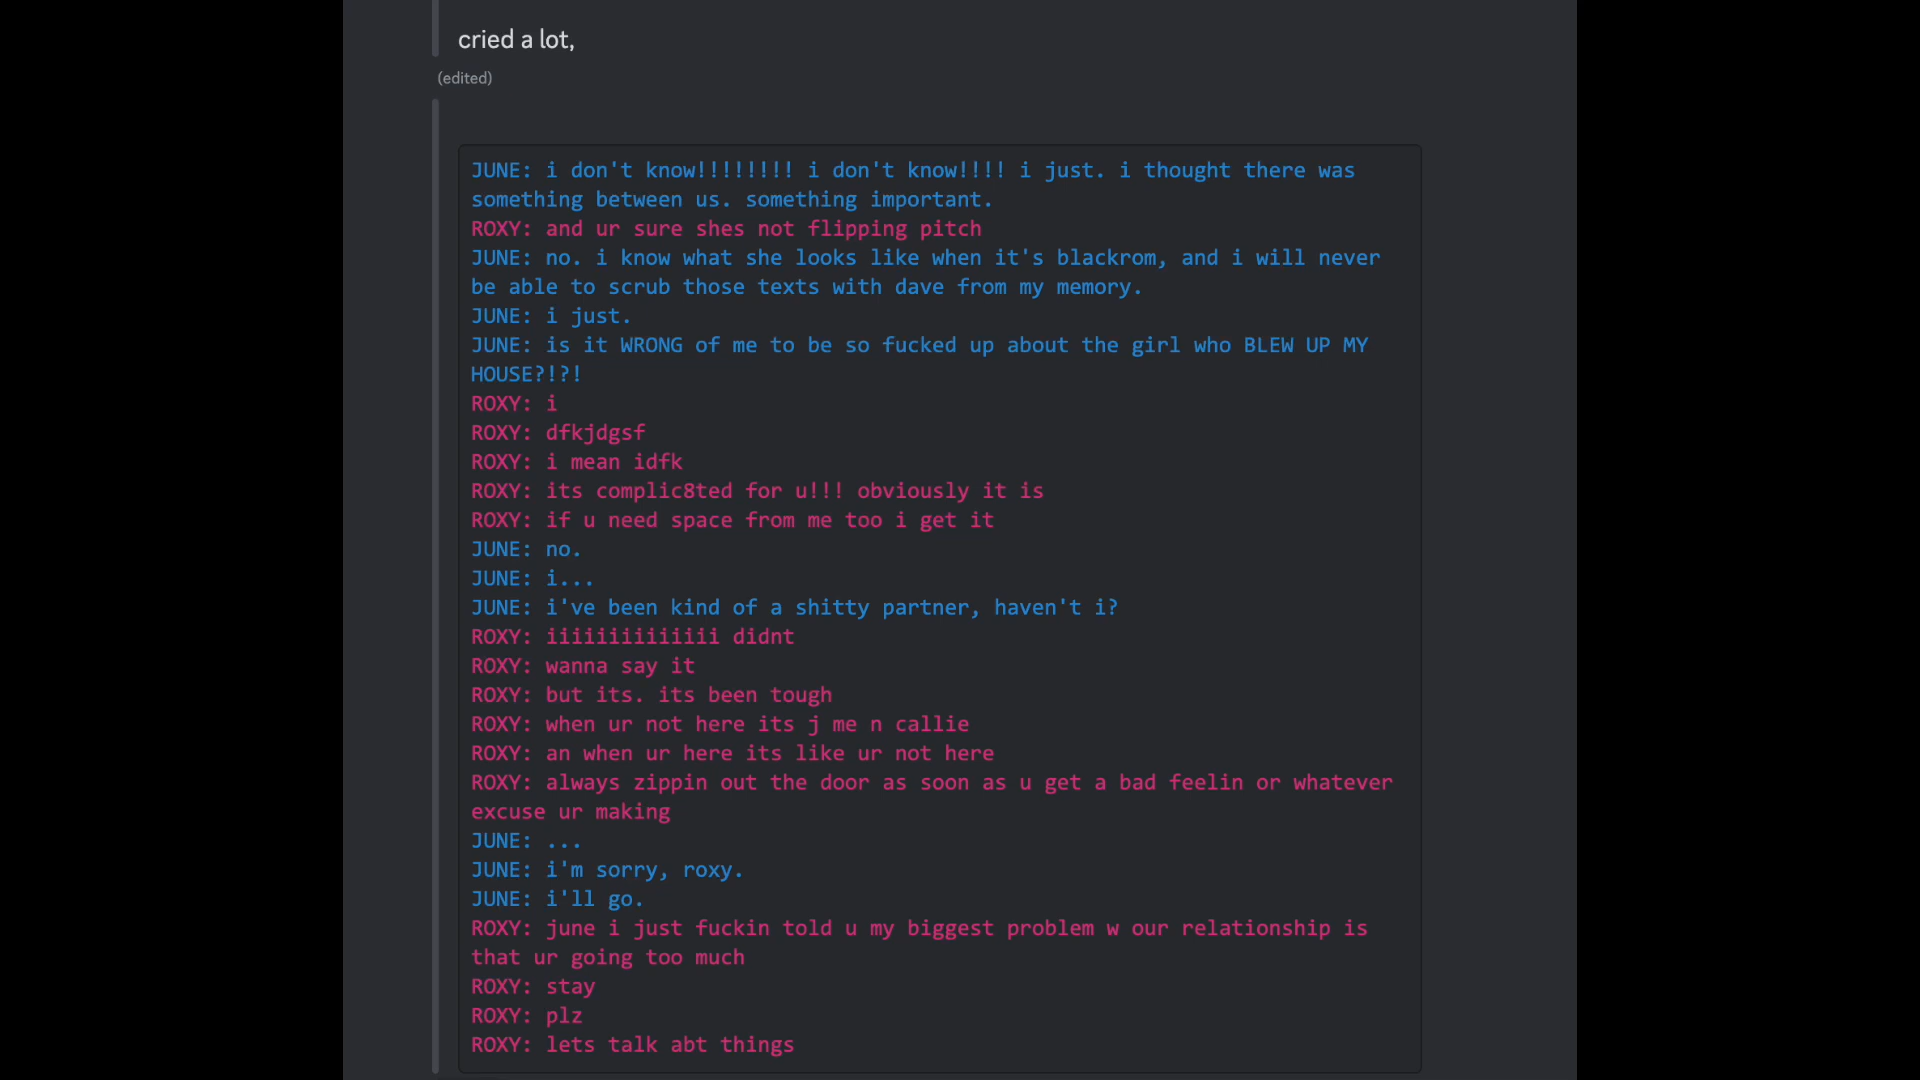 cried a lot,
(edited)
JUNE: i don't know!!!!!!!! i don't know!!!! i just. i thought there was
something between us. something important.
ROXY: and ur sure shes not flipping pitch
JUNE: no. i know what she looks like when it's blackrom, and i will never
be able to scrub those texts with dave from my memory.
JUNE: i just.
JUNE: is it WRONG of me to be so fucked up about the girl who BLEW UP MY
HOUSE?!?!
ROXY: i
ROXY: dfkjdgsf
ROXY: i mean idfk
ROXY: its complic8ted for u!!! obviously it is
ROXY: if u need space from me too i get it
JUNE: no.
JUNE: i...
JUNE: i've been kind of a shitty partner, haven't i?
ROXY: iiiiiiiiiiiiii didnt
ROXY: wanna say it
ROXY: but its. its been tough
ROXY: when ur not here its j me n callie
ROXY: an when ur here its like ur not here
ROXY: always zippin out the door as soon as u get a bad feelin or whatever
excuse ur making
JUNE: ...
JUNE: i'm sorry, roxy.
JUNE: i'll go.
ROXY: june i just fuckin told u my biggest problem w our relationship is
that ur going too much
ROXY: stay
ROXY: plz
ROXY: lets talk abt things